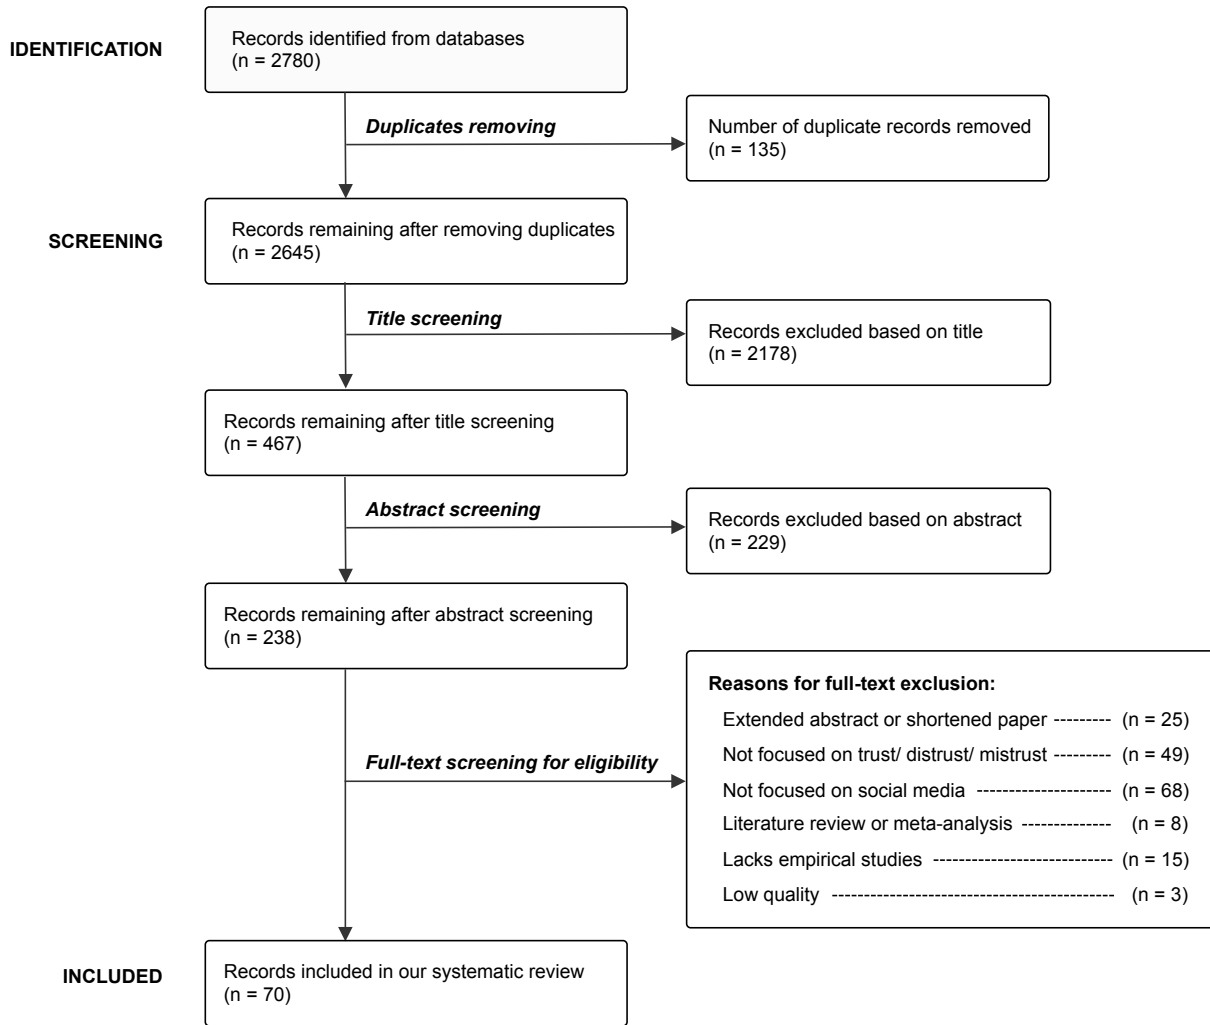 IDENTIFICATION
Records identified from databases
(n = 2780)
Duplicates removing
Number of duplicate records removed
(n = 135)
SCREENING
Records remaining after removing duplicates
(n = 2645)
Title screening
Records excluded based on title
(n = 2178)
Records remaining after title screening
(n = 467)
Abstract screening
Records excluded based on abstract
(n = 229)
Records remaining after abstract screening
(n = 238)
Full-text screening for eligibility
Reasons for full-text exclusion:
Extended abstract or shortened paper --------- (n = 25)
Not focused on trust/ distrust/ mistrust --------- (n = 49)
Not focused on social media --------------------- (n = 68)
Literature review or meta-analysis -------------- (n = 8)
Lacks empirical studies ---------------------------- (n = 15)
Low quality -------------------------------------------- (n = 3)
INCLUDED
Records included in our systematic review
(n = 70)